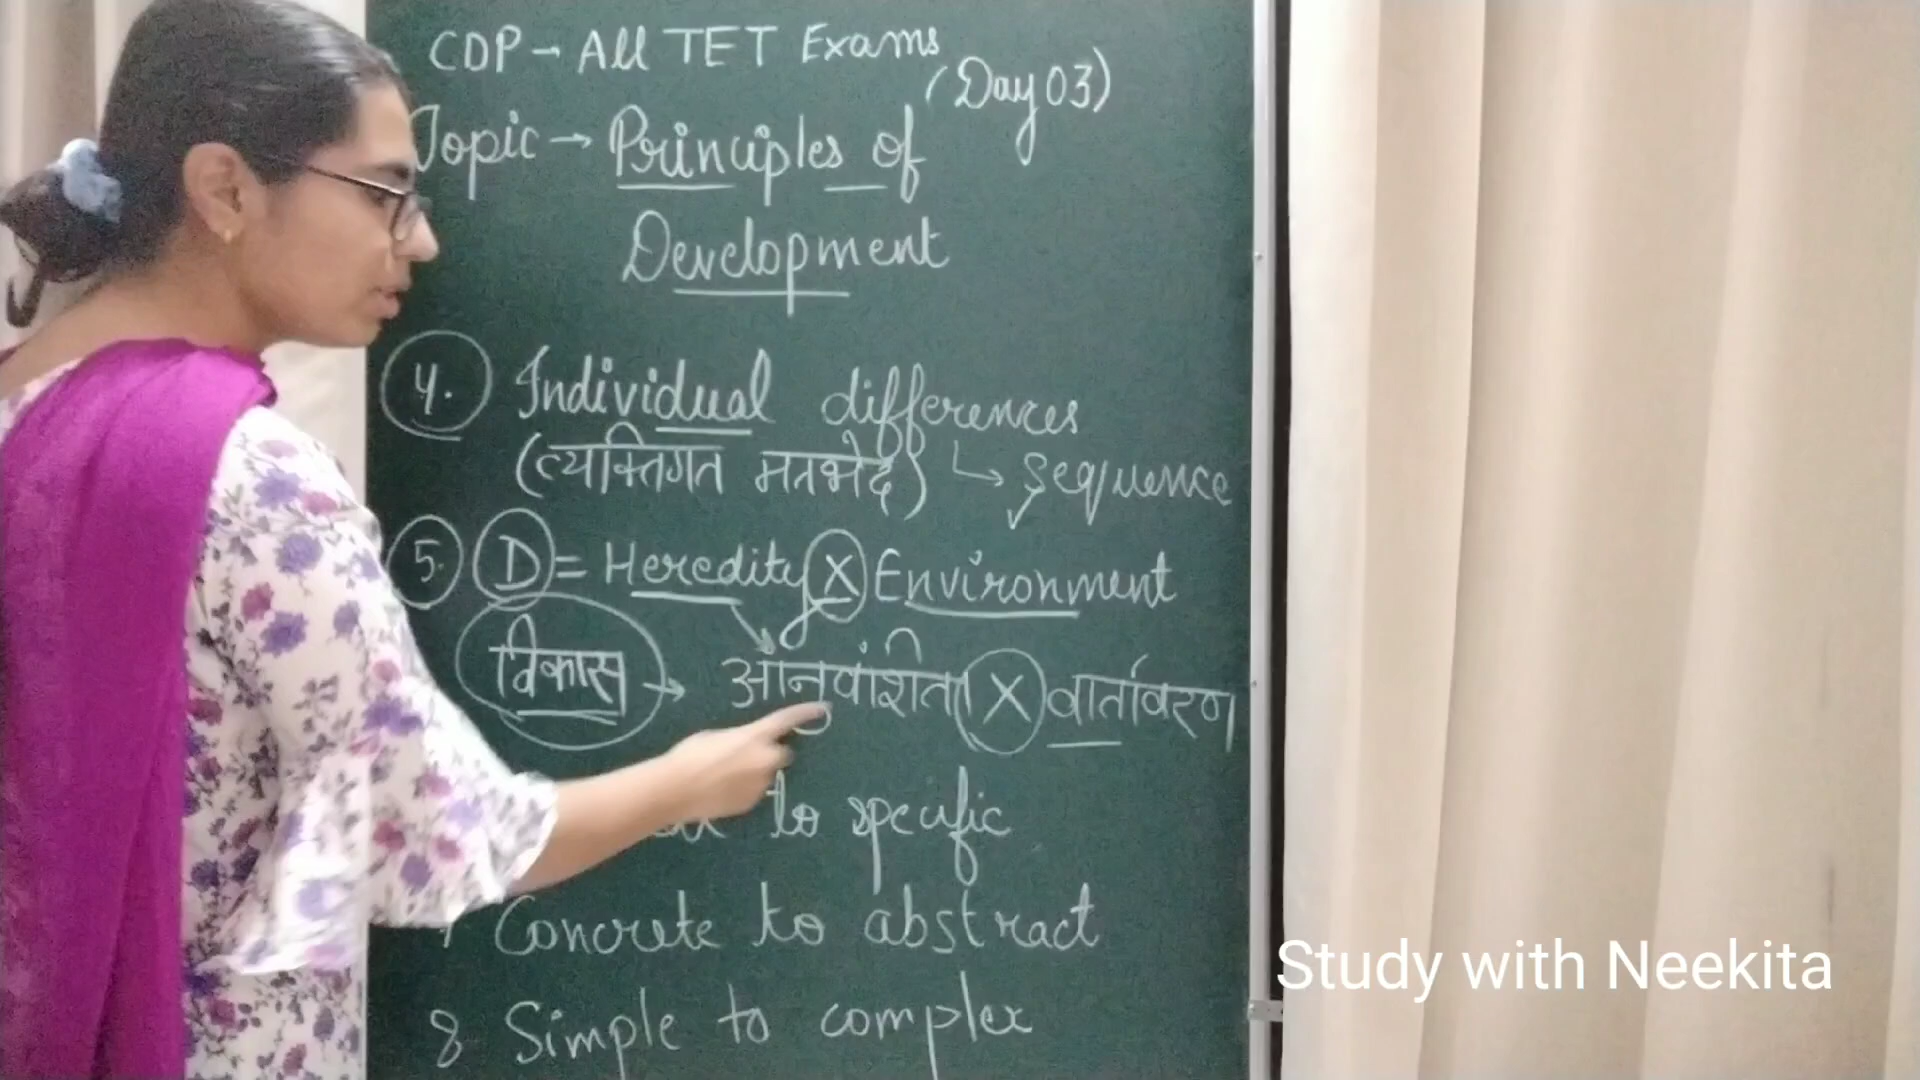 CDP - All TET Exams
(Day 03)
Topic → Principles of
Development
4. Individual differences
(व्यक्तिगत मतभेद) ↳ Sequence
5. D = Heredity X Environment
विकास → आनुवंशिता X वार्तावरण
to specific
Concrete to abstract
8 Simple to complex
Study with Neekita